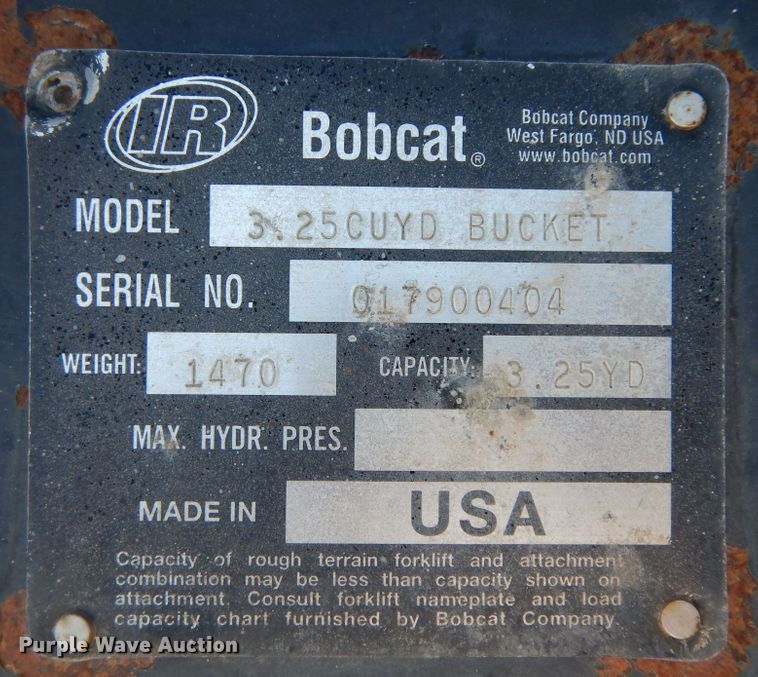 IR Bobcat® Bobcat Company
West Fargo, ND USA
www.bobcat.com
MODEL 3.25CUYD BUCKET
SERIAL NO. 017900404
WEIGHT: 1470 CAPACITY: 3.25YD
MAX. HYDR. PRES.
MADE IN USA
Capacity of rough terrain forklift and attachment
combination may be less than capacity shown on
attachment. Consult forklift nameplate and load
capacity chart furnished by Bobcat Company.
Purple Wave Auction